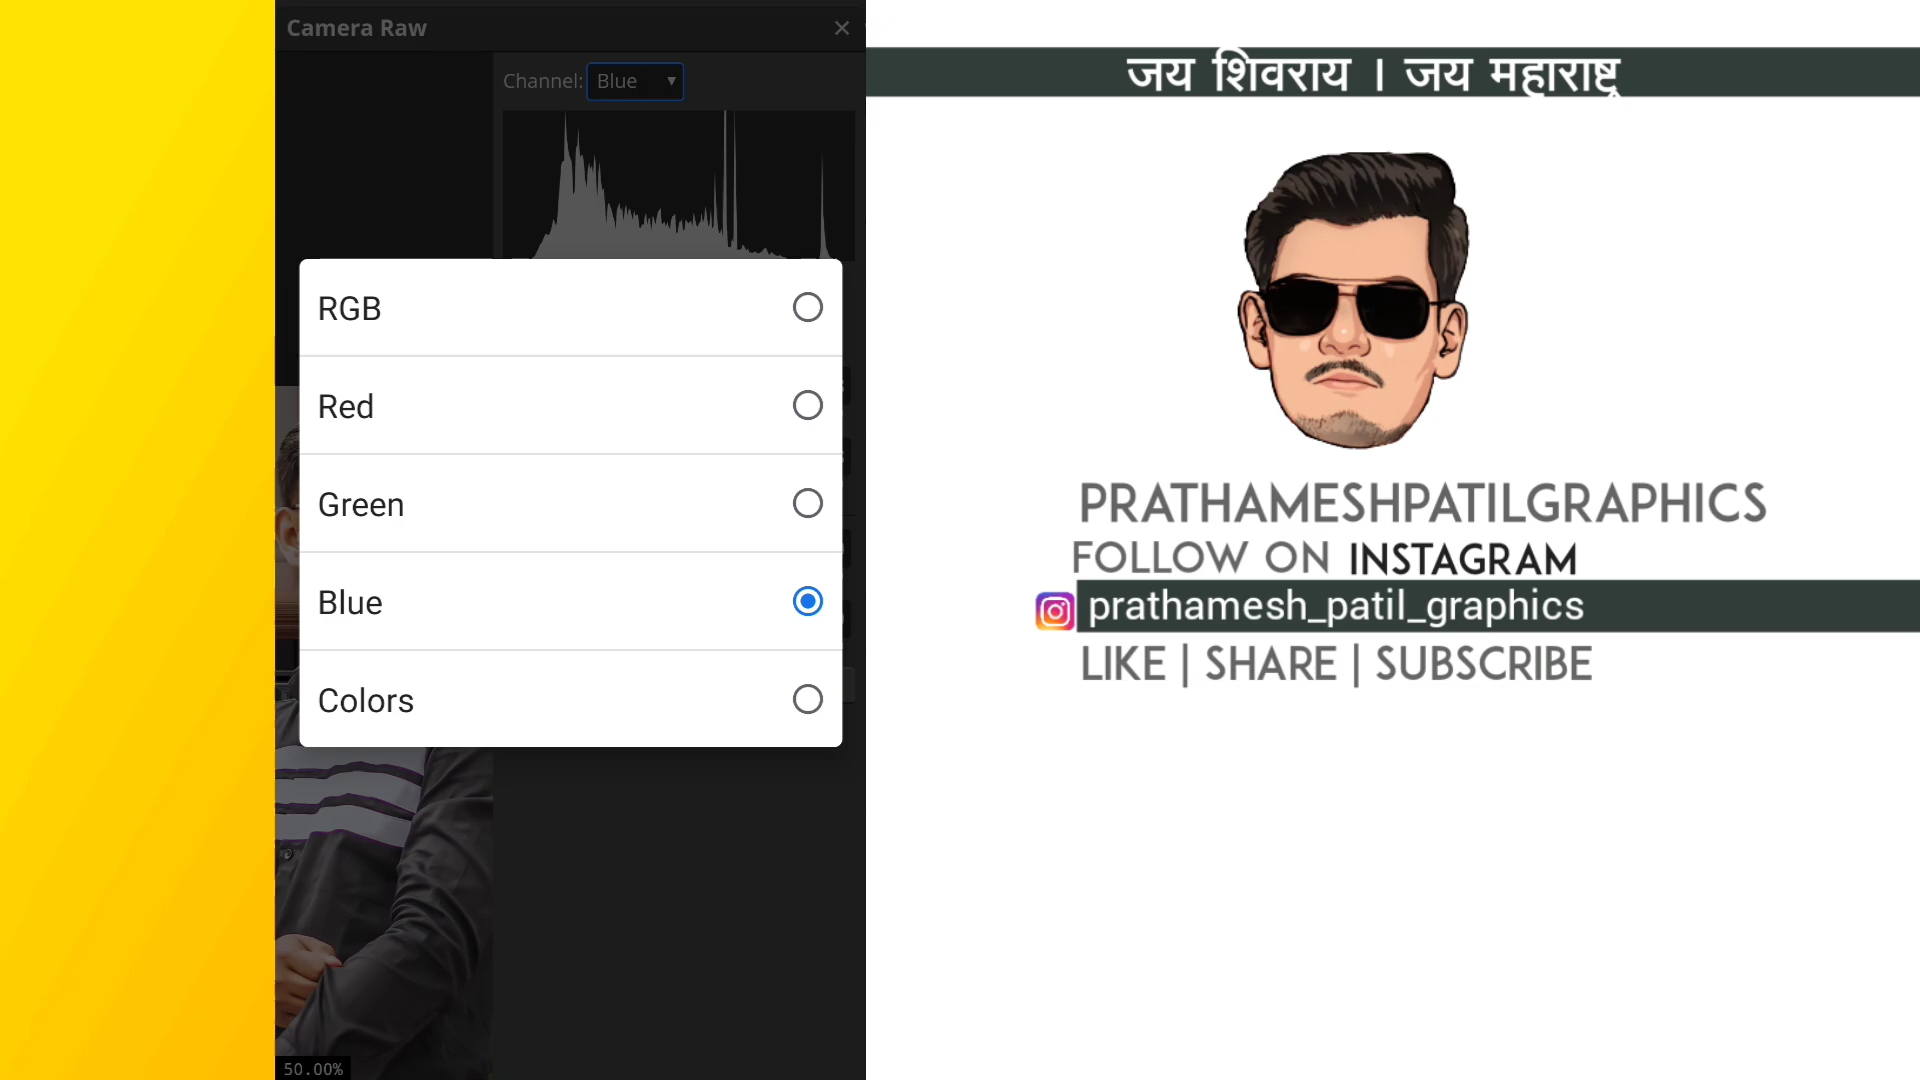 Camera Raw ×
Channel: Blue
RGB
Red
Green
Blue
Colors
50.00%
जय शिवराय । जय महाराष्ट्र
PRATHAMESHPATILGRAPHICS
FOLLOW ON INSTAGRAM
prathamesh_patil_graphics
LIKE | SHARE | SUBSCRIBE